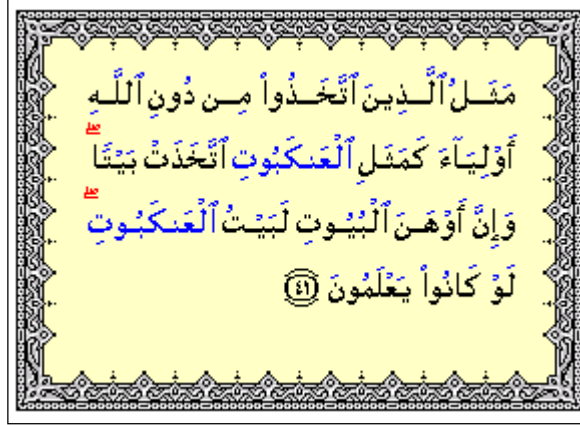 مَثَلُ ٱلَّذِينَ ٱتَّخَذُوا۟ مِن دُونِ ٱللَّهِ
أَوْلِيَآءَ كَمَثَلِ ٱلْعَنكَبُوتِ ٱتَّخَذَتْ بَيْتًۭا ۖ
وَإِنَّ أَوْهَنَ ٱلْبُيُوتِ لَبَيْتُ ٱلْعَنكَبُوتِ ۖ
لَوْ كَانُوا۟ يَعْلَمُونَ ﴿٤١﴾